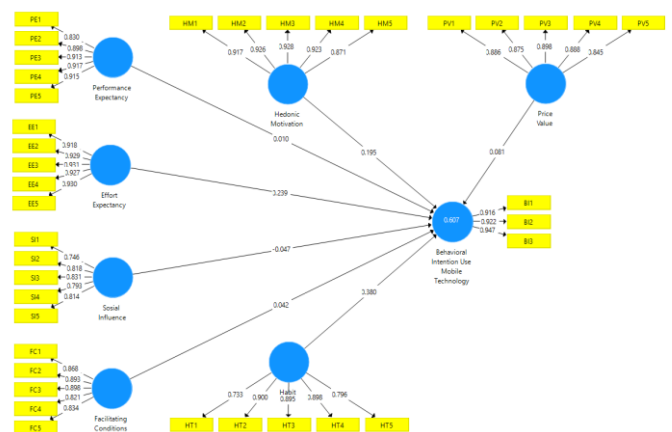 PE1
PE2
PE3
PE4
PE5
0.830
0.898
0.913
0.917
0.915
Performance
Expectancy
HM1
HM2
HM3
HM4
HM5
0.917
0.926
0.928
0.923
0.871
Hedonic
Motivation
PV1
PV2
PV3
PV4
PV5
0.886
0.875
0.898
0.888
0.845
Price
Value
0.010
0.195
0.081
EE1
EE2
EE3
EE4
EE5
0.918
0.929
0.931
0.927
0.930
Effort
Expectancy
0.239
0.607
BI1
BI2
BI3
0.916
0.922
0.947
Behavioral
Intention Use
Mobile
Technology
SI1
SI2
SI3
SI4
SI5
0.746
0.818
0.831
0.793
0.814
Sosial
Influence
-0.047
0.042
0.380
FC1
FC2
FC3
FC4
FC5
0.868
0.893
0.898
0.821
0.834
Facilitating
Conditions
Habit
0.733
0.900
0.895
0.898
0.796
HT1
HT2
HT3
HT4
HT5